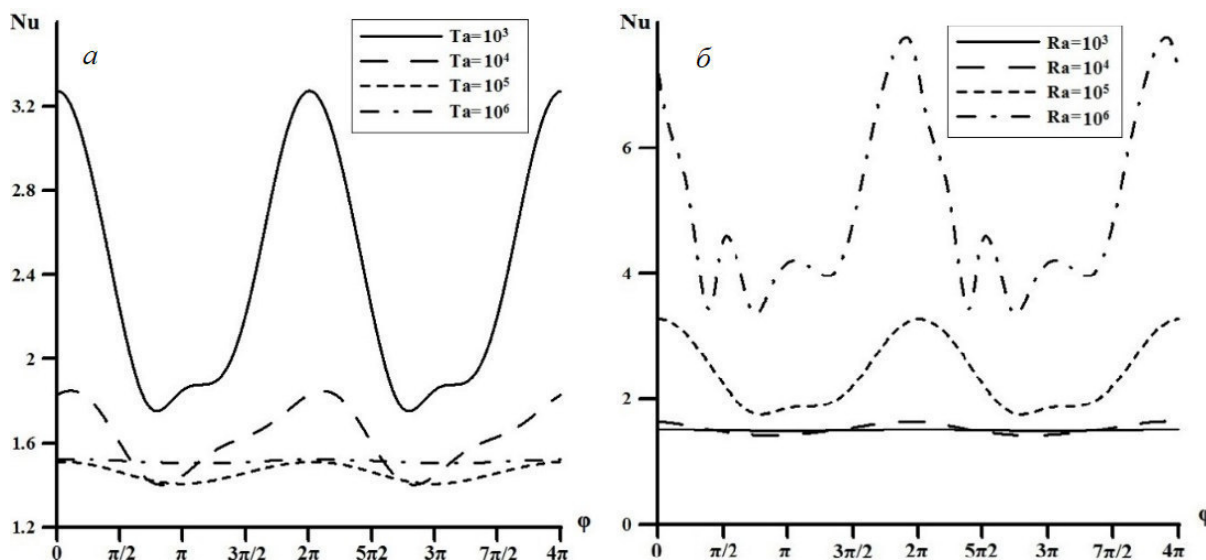 Nu
а
Ta=10³
Ta=10⁴
Ta=10⁵
Ta=10⁶
3.2
2.8
2.4
2
1.6
1.2
0 π/2 π 3π/2 2π 5π2 3π 7π/2 4π
φ
Nu
б
Ra=10³
Ra=10⁴
Ra=10⁵
Ra=10⁶
6
4
2
0
0 π/2 π 3π/2 2π 5π/2 3π 7π/2 4π
φ